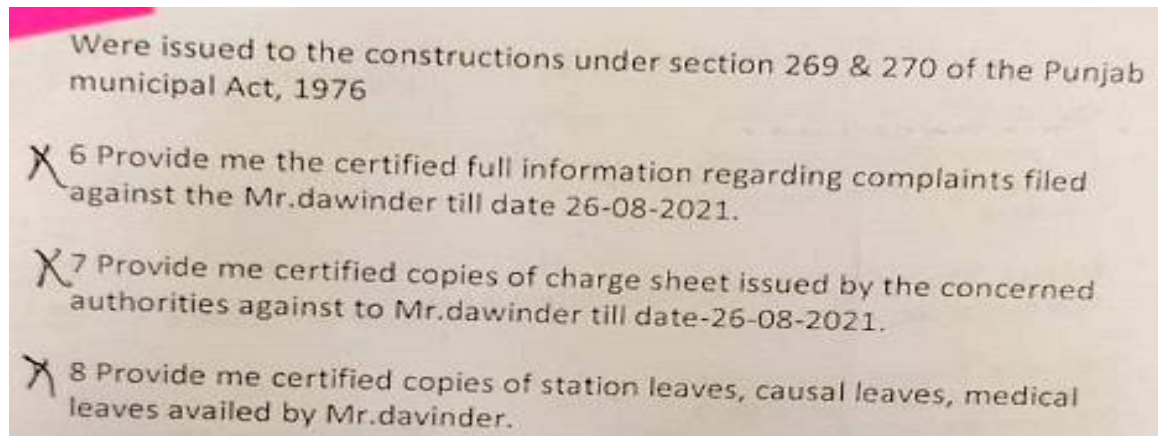 Were issued to the constructions under section 269 & 270 of the Punjab
municipal Act, 1976
X 6 Provide me the certified full information regarding complaints filed
against the Mr.dawinder till date 26-08-2021.
X 7 Provide me certified copies of charge sheet issued by the concerned
authorities against to Mr.dawinder till date-26-08-2021.
X 8 Provide me certified copies of station leaves, causal leaves, medical
leaves availed by Mr.davinder.